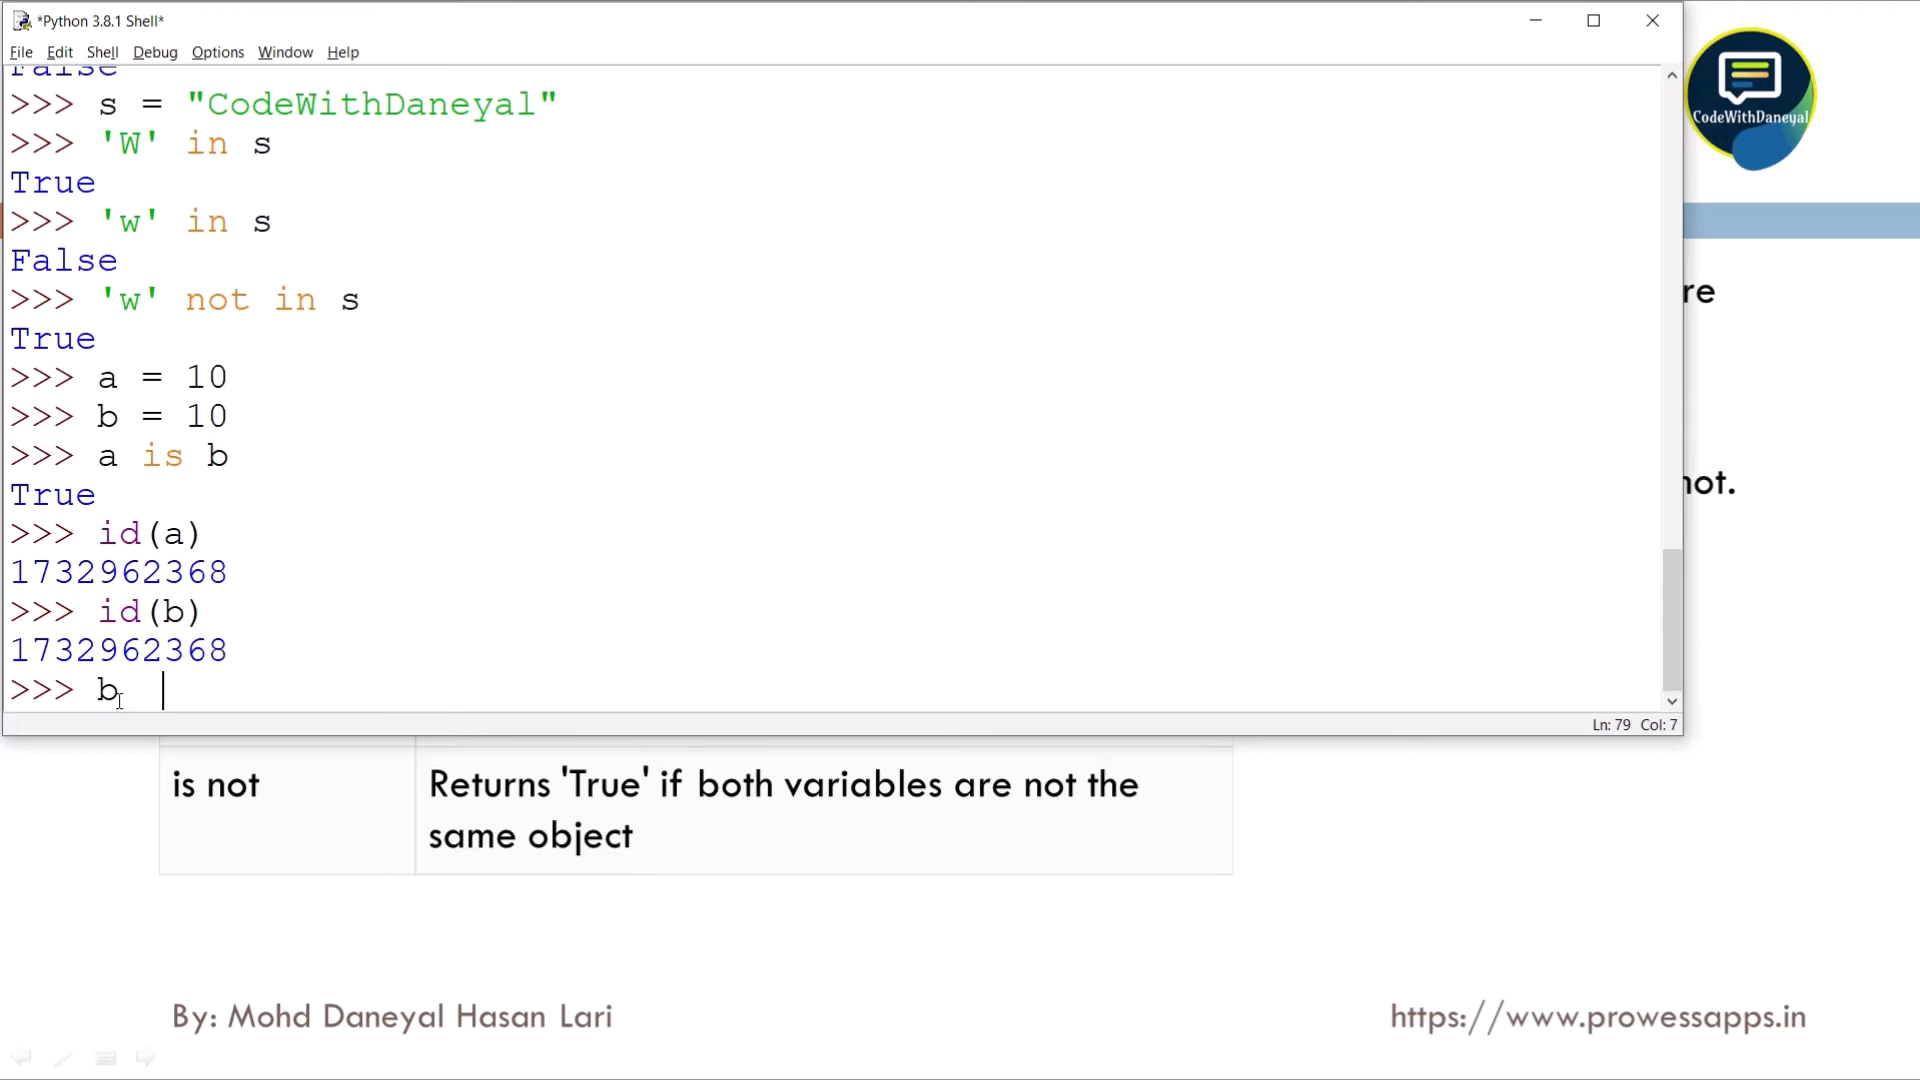 *Python 3.8.1 Shell*
File Edit Shell Debug Options Window Help
False
>>> s = "CodeWithDaneyal"
>>> 'W' in s
True
>>> 'w' in s
False
>>> 'w' not in s
True
>>> a = 10
>>> b = 10
>>> a is b
True
>>> id(a)
1732962368
>>> id(b)
1732962368
>>> b
Ln: 79 Col: 7
CodeWithDaneyal
re
not.
is not
Returns 'True' if both variables are not the
same object
By: Mohd Daneyal Hasan Lari
https://www.prowessapps.in